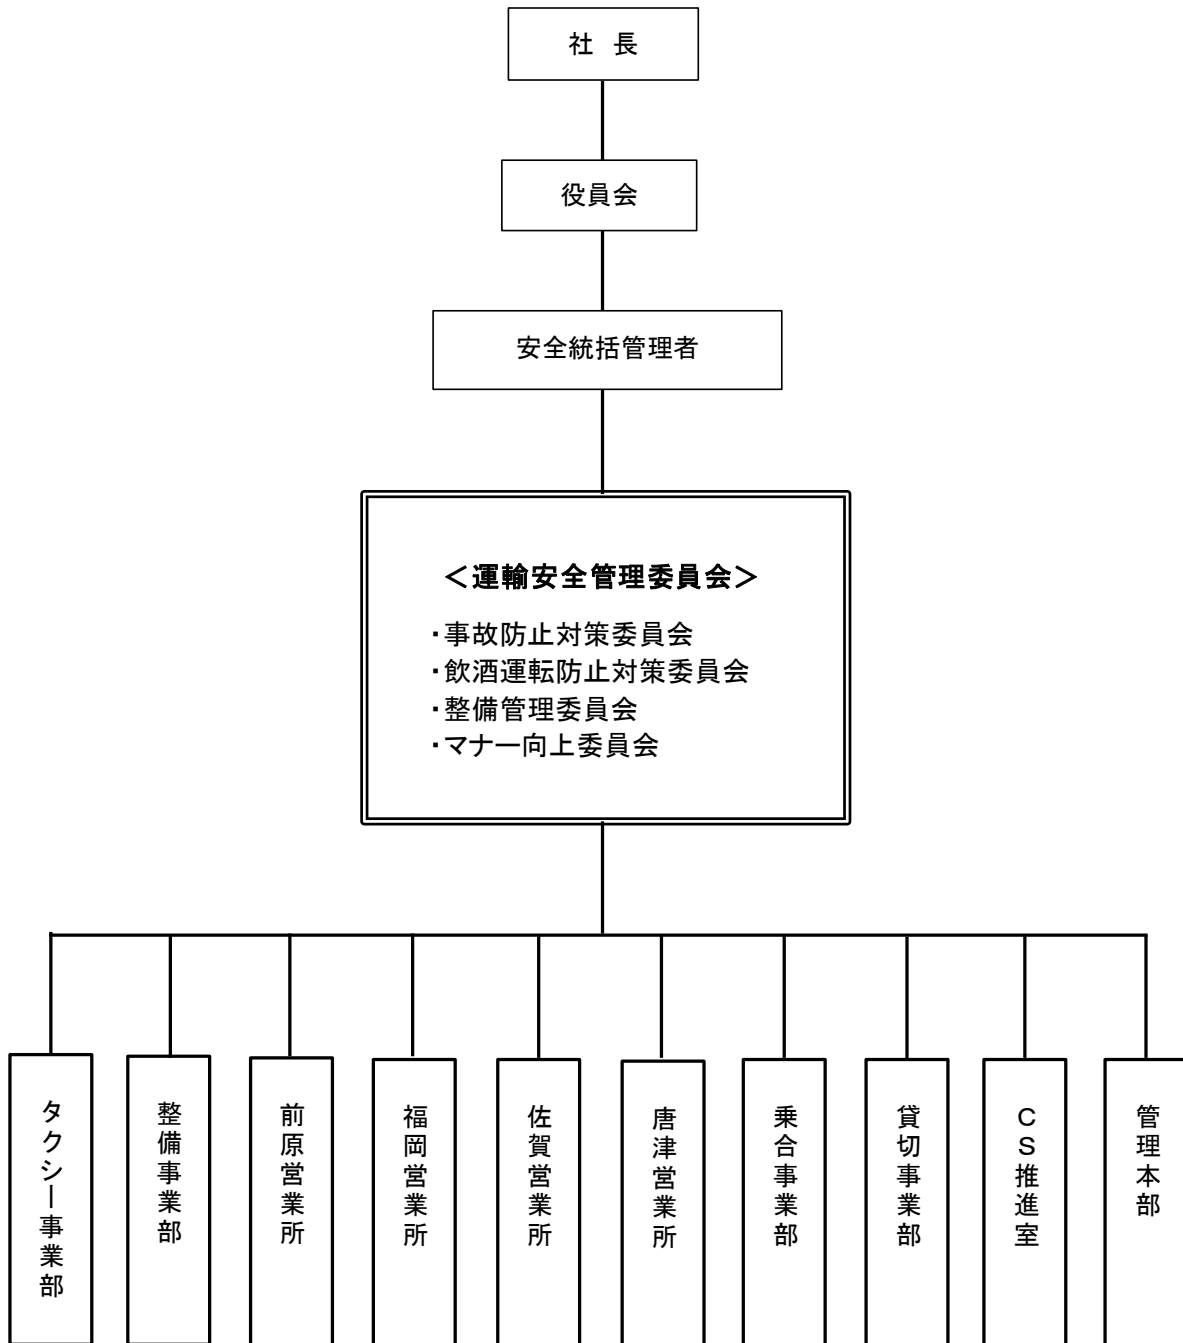 社 長
役員会
安全統括管理者
＜運輸安全管理委員会＞
・事故防止対策委員会
・飲酒運転防止対策委員会
・整備管理委員会
・マナー向上委員会
タクシー事業部
整備事業部
前原営業所
福岡営業所
佐賀営業所
唐津営業所
乗合事業部
貸切事業部
CS推進室
管理本部